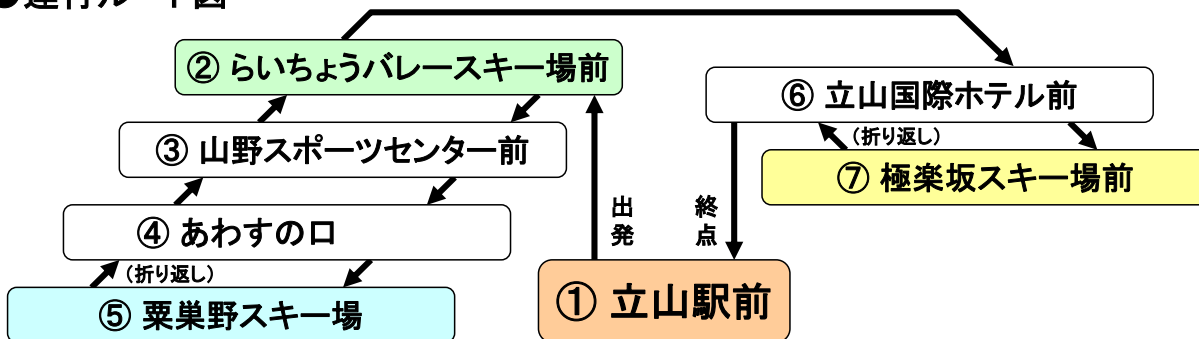 ●運行ルート図
② らいちょうバレースキー場前
⑥ 立山国際ホテル前
③ 山野スポーツセンター前
（折り返し）
⑦ 極楽坂スキー場前
④ あわすの口
出発
終点
（折り返し）
⑤ 粟巣野スキー場
① 立山駅前